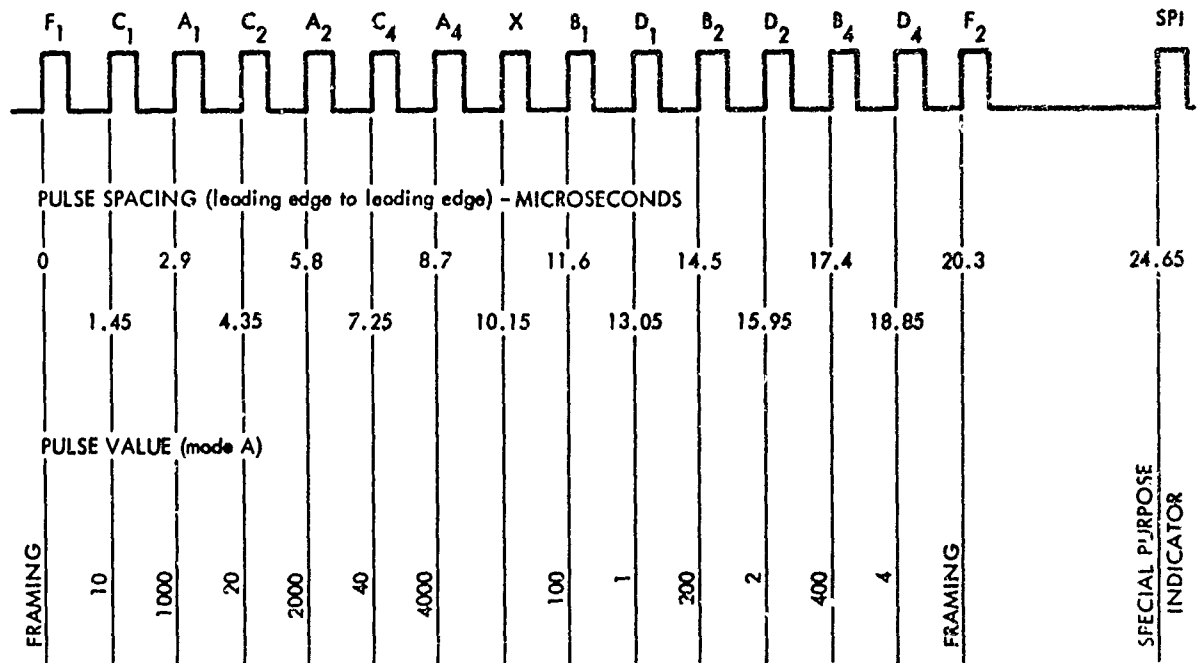 F1 C1 A1 C2 A2 C4 A4 X B1 D1 B2 D2 B4 D4 F2 SPI
PULSE SPACING (leading edge to leading edge) - MICROSECONDS
0 2.9 5.8 8.7 11.6 14.5 17.4 20.3 24.65
1.45 4.35 7.25 10.15 13.05 15.95 18.85
PULSE VALUE (mode A)
FRAMING 10 1000 20 2000 40 4000 100 1 200 2 400 4 FRAMING SPECIAL PURPOSE
INDICATOR